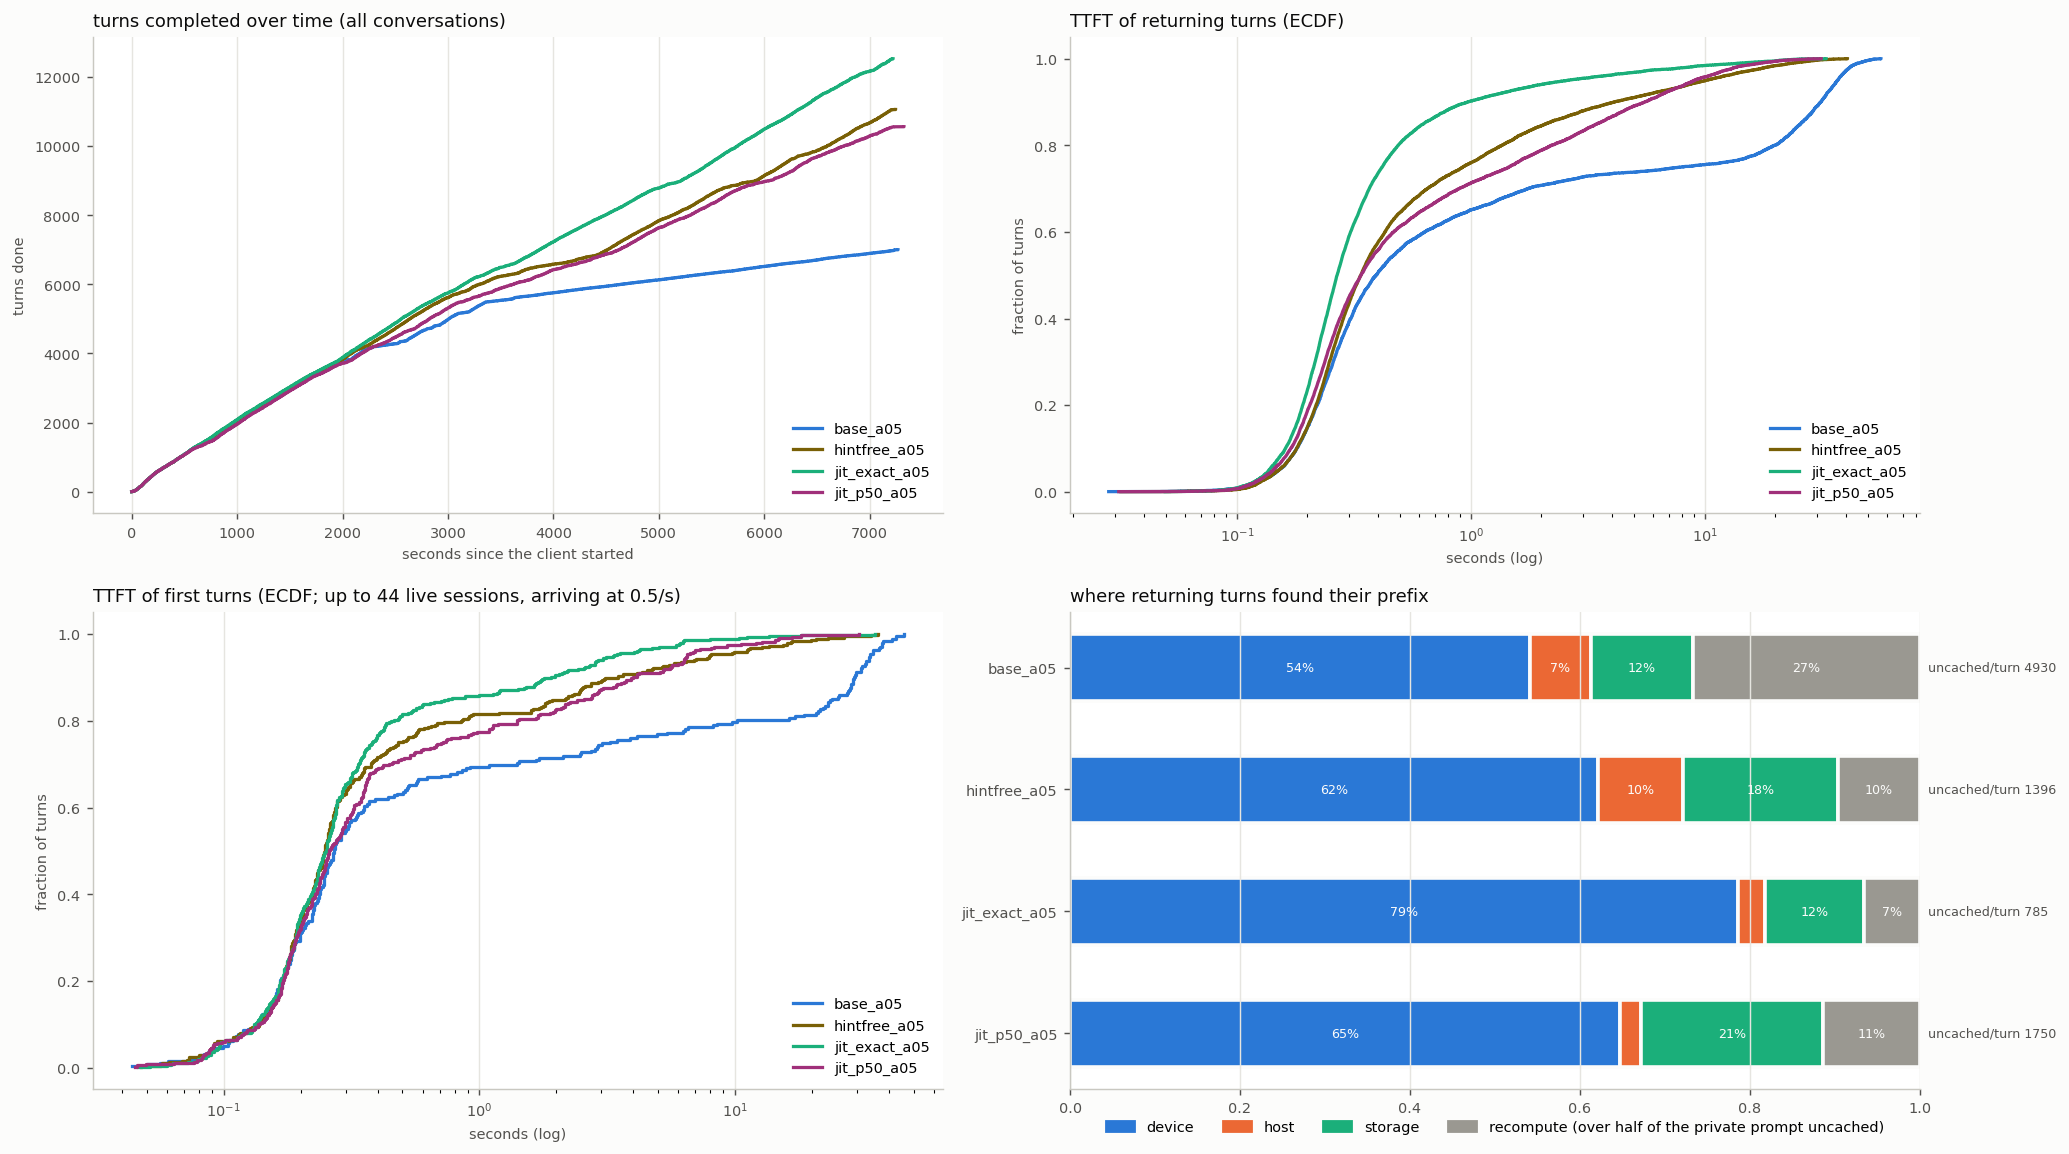 turns completed over time (all conversations)
turns done
12000
10000
8000
6000
4000
2000
0
0 1000 2000 3000 4000 5000 6000 7000
seconds since the client started
base_a05
hintfree_a05
jit_exact_a05
jit_p50_a05
TTFT of returning turns (ECDF)
fraction of turns
1.0
0.8
0.6
0.4
0.2
0.0
10⁻¹ 10⁰ 10¹
seconds (log)
base_a05
hintfree_a05
jit_exact_a05
jit_p50_a05
TTFT of first turns (ECDF; up to 44 live sessions, arriving at 0.5/s)
fraction of turns
1.0
0.8
0.6
0.4
0.2
0.0
10⁻¹ 10⁰ 10¹
seconds (log)
base_a05
hintfree_a05
jit_exact_a05
jit_p50_a05
where returning turns found their prefix
base_a05 54% 7% 12% 27% uncached/turn 4930
hintfree_a05 62% 10% 18% 10% uncached/turn 1396
jit_exact_a05 79% 12% 7% uncached/turn 785
jit_p50_a05 65% 21% 11% uncached/turn 1750
0.0 0.2 0.4 0.6 0.8 1.0
device host storage recompute (over half of the private prompt uncached)